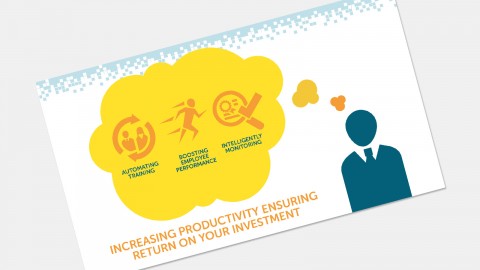 AUTOMATING
TRAINING
BOOSTING
EMPLOYEE
PERFORMANCE
INTELLIGENTLY
MONITORING
INCREASING PRODUCTIVITY ENSURING
RETURN ON YOUR INVESTMENT